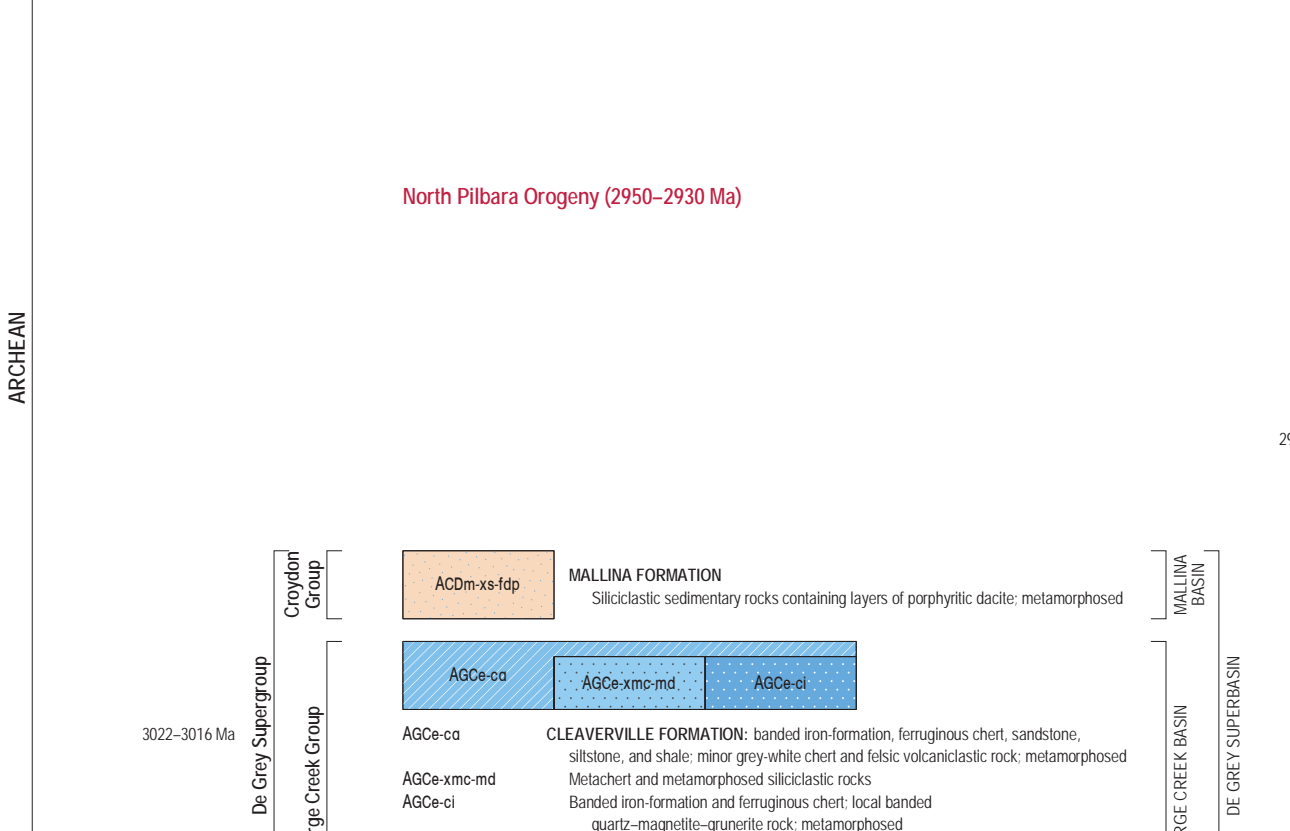 North Pilbara Orogeny (2950–2930 Ma)
ARCHEAN
Croydon
Group
ACDm-xs-fdp
MALLINA FORMATION
Siliciclastic sedimentary rocks containing layers of porphyritic dacite; metamorphosed
MALLINA
BASIN
De Grey Supergroup
Creek Group
AGCe-ca
AGCe-xmc-md
AGCe-ci
3022–3016 Ma
AGCe-ca CLEAVERVILLE FORMATION: banded iron-formation, ferruginous chert, sandstone,
siltstone, and shale; minor grey-white chert and felsic volcaniclastic rock; metamorphosed
AGCe-xmc-md Metachert and metamorphosed siliciclastic rocks
AGCe-ci Banded iron-formation and ferruginous chert; local banded
quartz–magnetite–grunerite rock; metamorphosed
CREEK BASIN
DE GREY SUPERBASIN